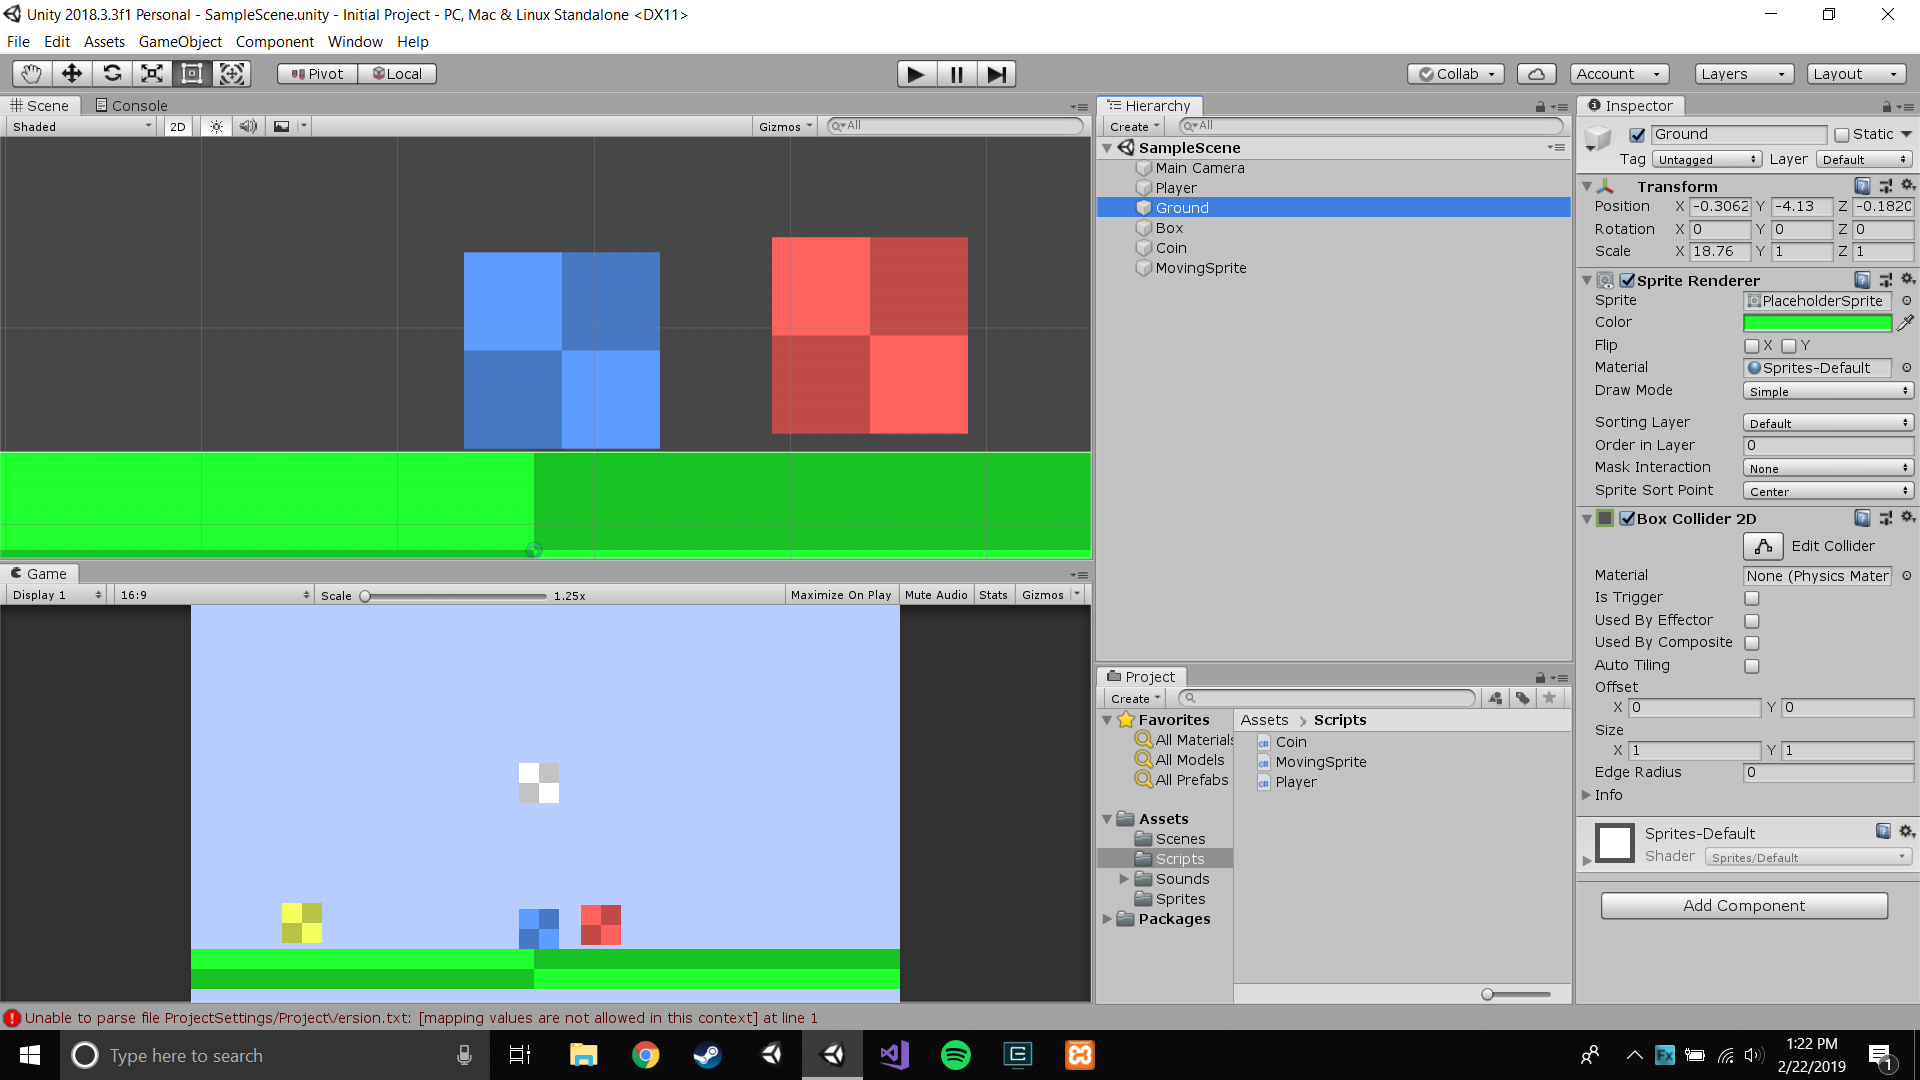 Unity 2018.3.3f1 Personal - SampleScene.unity - Initial Project - PC, Mac & Linux Standalone <DX11>
File Edit Assets GameObject Component Window Help
Pivot Local Collab Account Layers Layout
Scene Console
Shaded 2D Gizmos All
Hierarchy
Create All
SampleScene
Main Camera
Player
Ground
Box
Coin
MovingSprite
Inspector
Ground Static
Tag Untagged Layer Default
Transform
Position X -0.3062 Y -4.13 Z -0.1820
Rotation X 0 Y 0 Z 0
Scale X 18.76 Y 1 Z 1
Sprite Renderer
Sprite PlaceholderSprite
Color
Flip X Y
Material Sprites-Default
Draw Mode Simple
Sorting Layer Default
Order in Layer 0
Mask Interaction None
Sprite Sort Point Center
Box Collider 2D
Edit Collider
Material None (Physics Mater
Is Trigger
Used By Effector
Used By Composite
Auto Tiling
Offset
X 0 Y 0
Size
X 1 Y 1
Edge Radius 0
Info
Sprites-Default
Shader Sprites/Default
Add Component
Game
Display 1 16:9 Scale 1.25x Maximize On Play Mute Audio Stats Gizmos
Project
Create
Favorites
All Materials
All Models
All Prefabs
Assets
Scenes
Scripts
Sounds
Sprites
Packages
Assets Scripts
Coin
MovingSprite
Player
Unable to parse file ProjectSettings/ProjectVersion.txt: [mapping values are not allowed in this context] at line 1
Type here to search
Fx
1:22 PM
2/22/2019
1